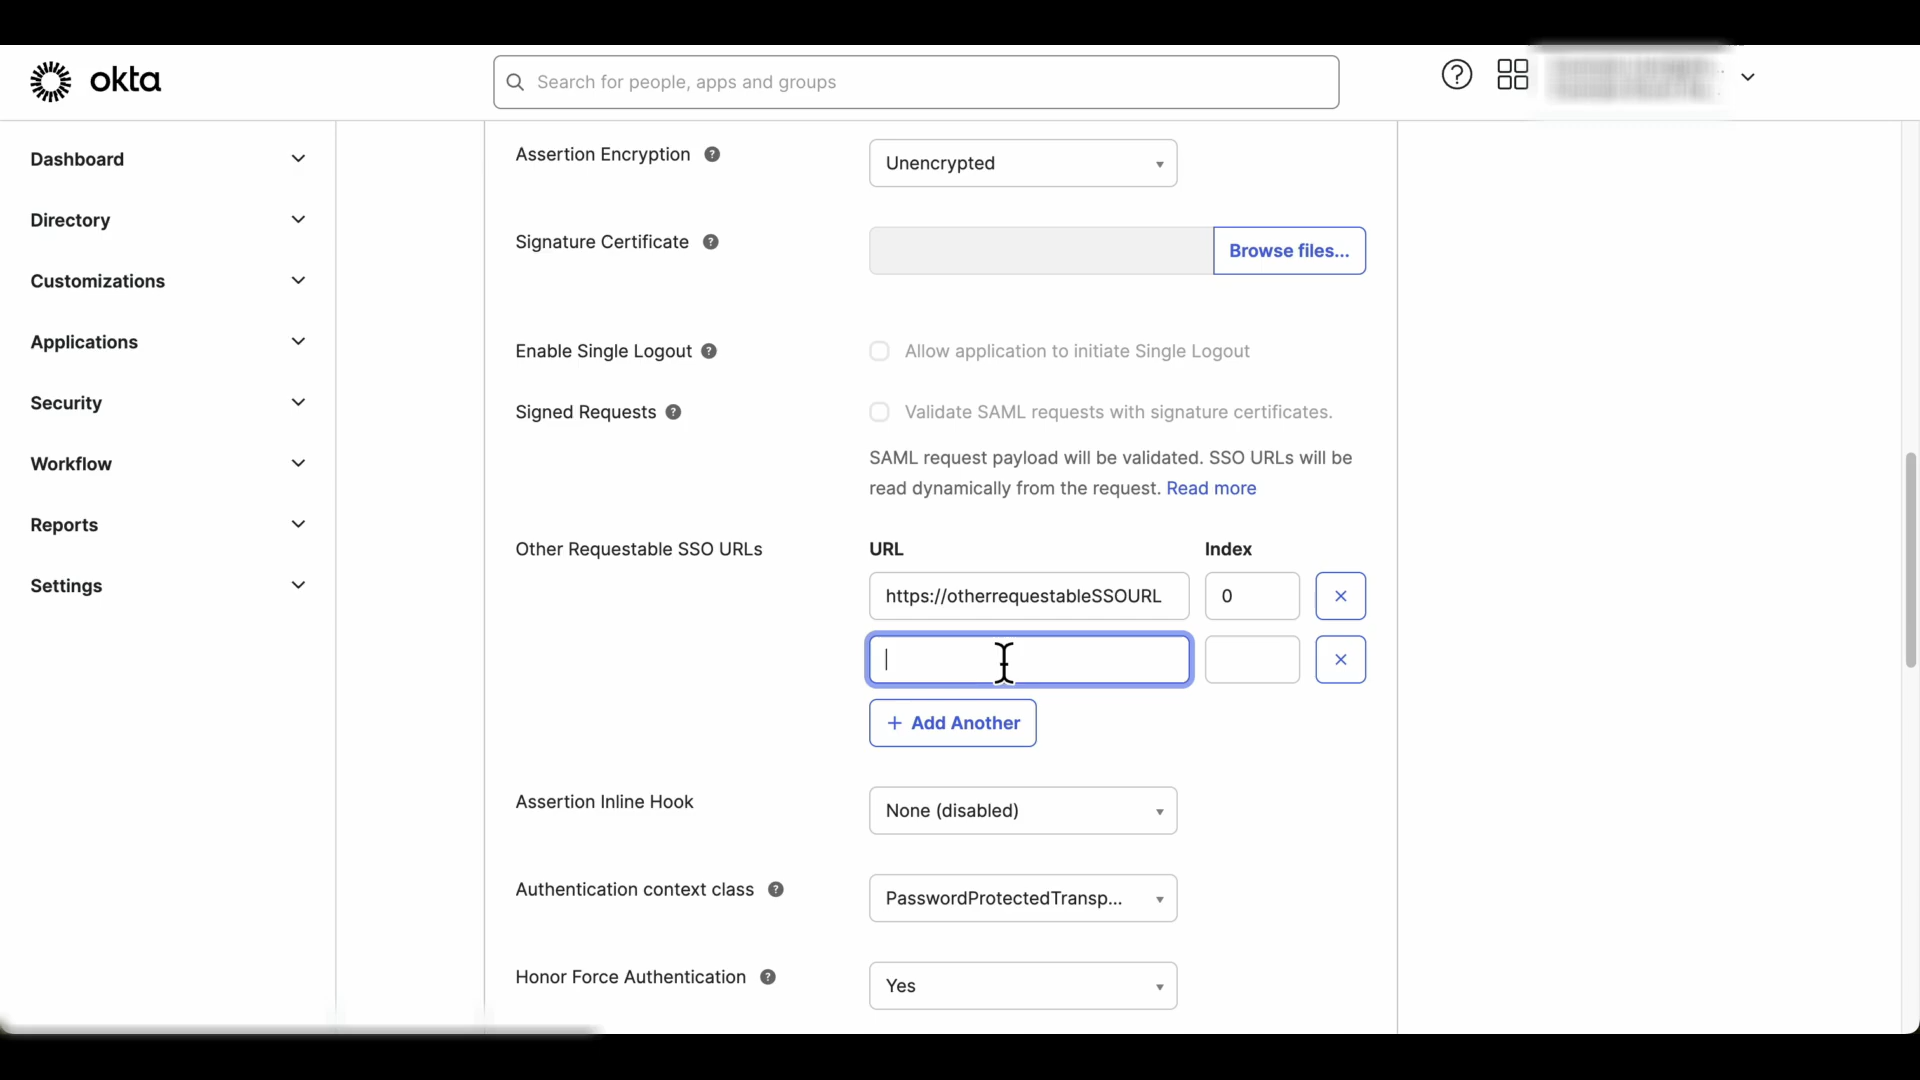 okta
Search for people, apps and groups
Dashboard
Directory
Customizations
Applications
Security
Workflow
Reports
Settings
Assertion Encryption
Unencrypted
Signature Certificate
Browse files...
Enable Single Logout
Allow application to initiate Single Logout
Signed Requests
Validate SAML requests with signature certificates.
SAML request payload will be validated. SSO URLs will be
read dynamically from the request. Read more
Other Requestable SSO URLs
URL Index
https://otherrequestableSSOURL 0
+ Add Another
Assertion Inline Hook
None (disabled)
Authentication context class
PasswordProtectedTransp...
Honor Force Authentication
Yes